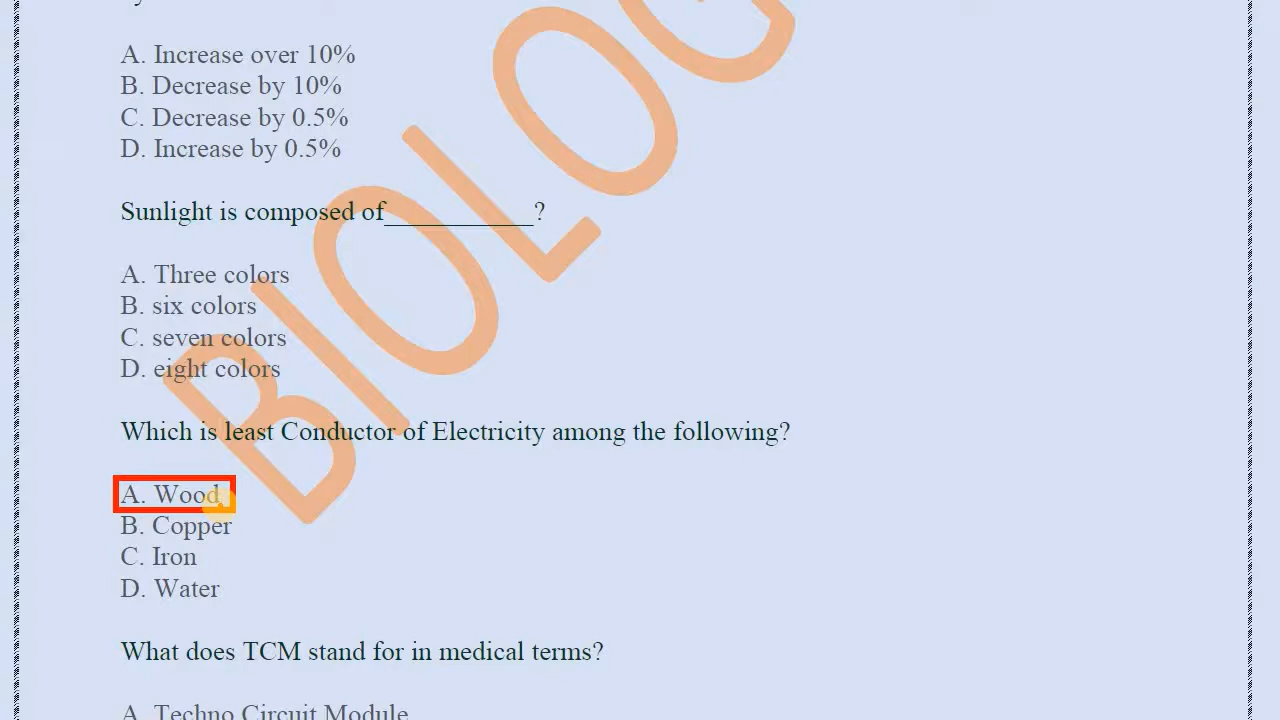 A. Increase over 10%
B. Decrease by 10%
C. Decrease by 0.5%
D. Increase by 0.5%
Sunlight is composed of___________?
A. Three colors
B. six colors
C. seven colors
D. eight colors
Which is least Conductor of Electricity among the following?
A. Wood
B. Copper
C. Iron
D. Water
What does TCM stand for in medical terms?
A. Techno Circuit Module
BIOLOG